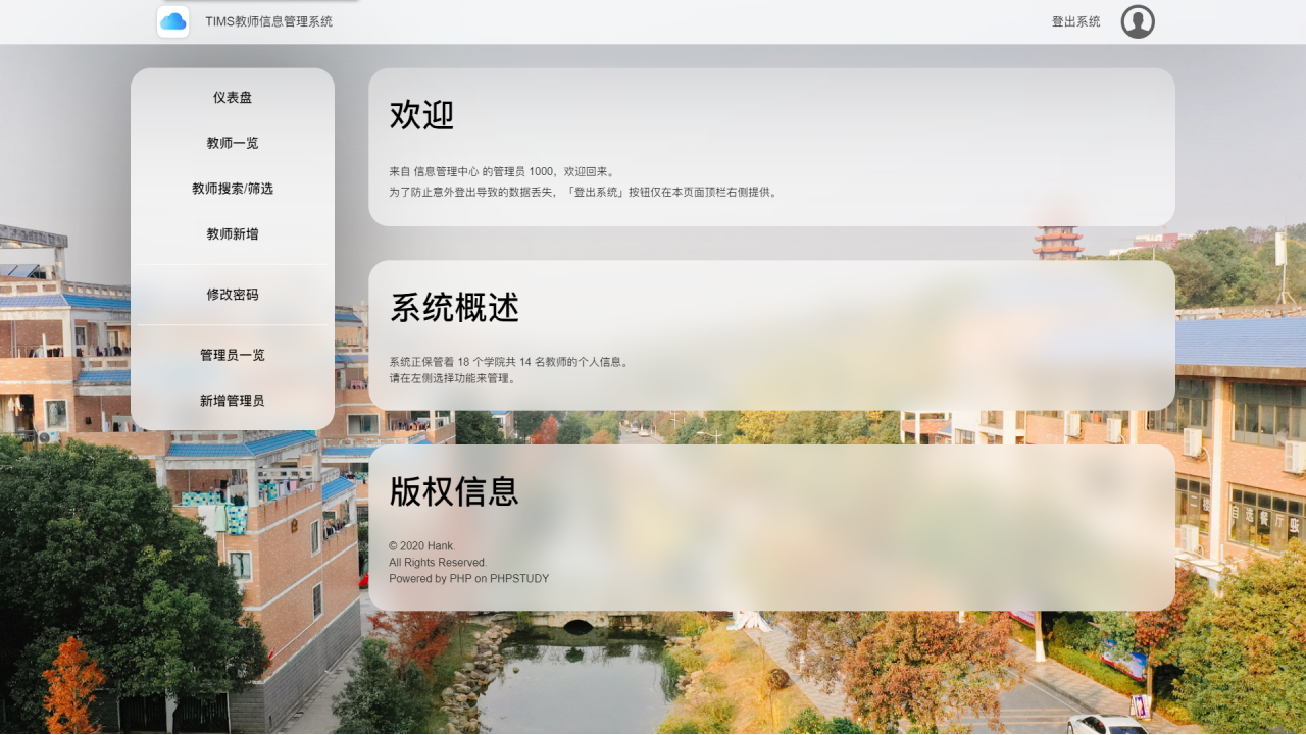 TIMS教师信息管理系统
登出系统
仪表盘
教师一览
教师搜索/筛选
教师新增
修改密码
管理员一览
新增管理员
欢迎
来自 信息管理中心 的管理员 1000，欢迎回来。
为了防止意外登出导致的数据丢失，「登出系统」按钮仅在本页面顶栏右侧提供。
系统概述
系统正保管着 18 个学院共 14 名教师的个人信息。
请在左侧选择功能来管理。
版权信息
© 2020 Hank.
All Rights Reserved.
Powered by PHP on PHPSTUDY
自选餐厅